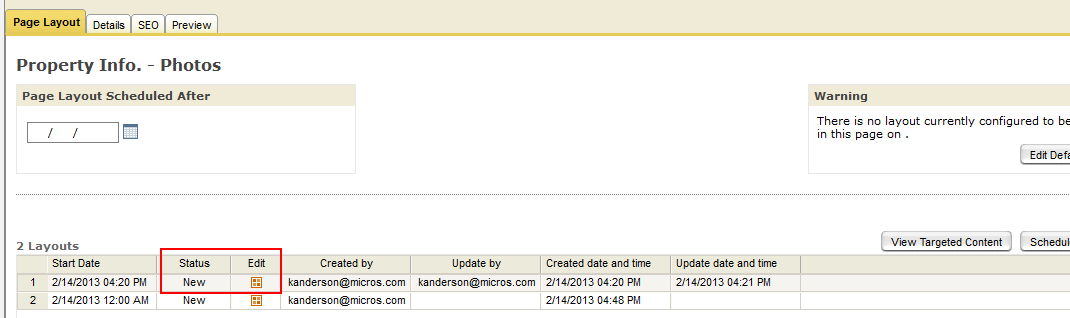 Page Layout Details SEO Preview
Property Info. - Photos
Page Layout Scheduled After
/ /
Warning
There is no layout currently configured to be
in this page on .
Edit Defa
2 Layouts
View Targeted Content Schedule
Start Date Status Edit Created by Update by Created date and time Update date and time
1 2/14/2013 04:20 PM New kanderson@micros.com kanderson@micros.com 2/14/2013 04:20 PM 2/14/2013 04:21 PM
2 2/14/2013 12:00 AM New kanderson@micros.com 2/14/2013 04:48 PM